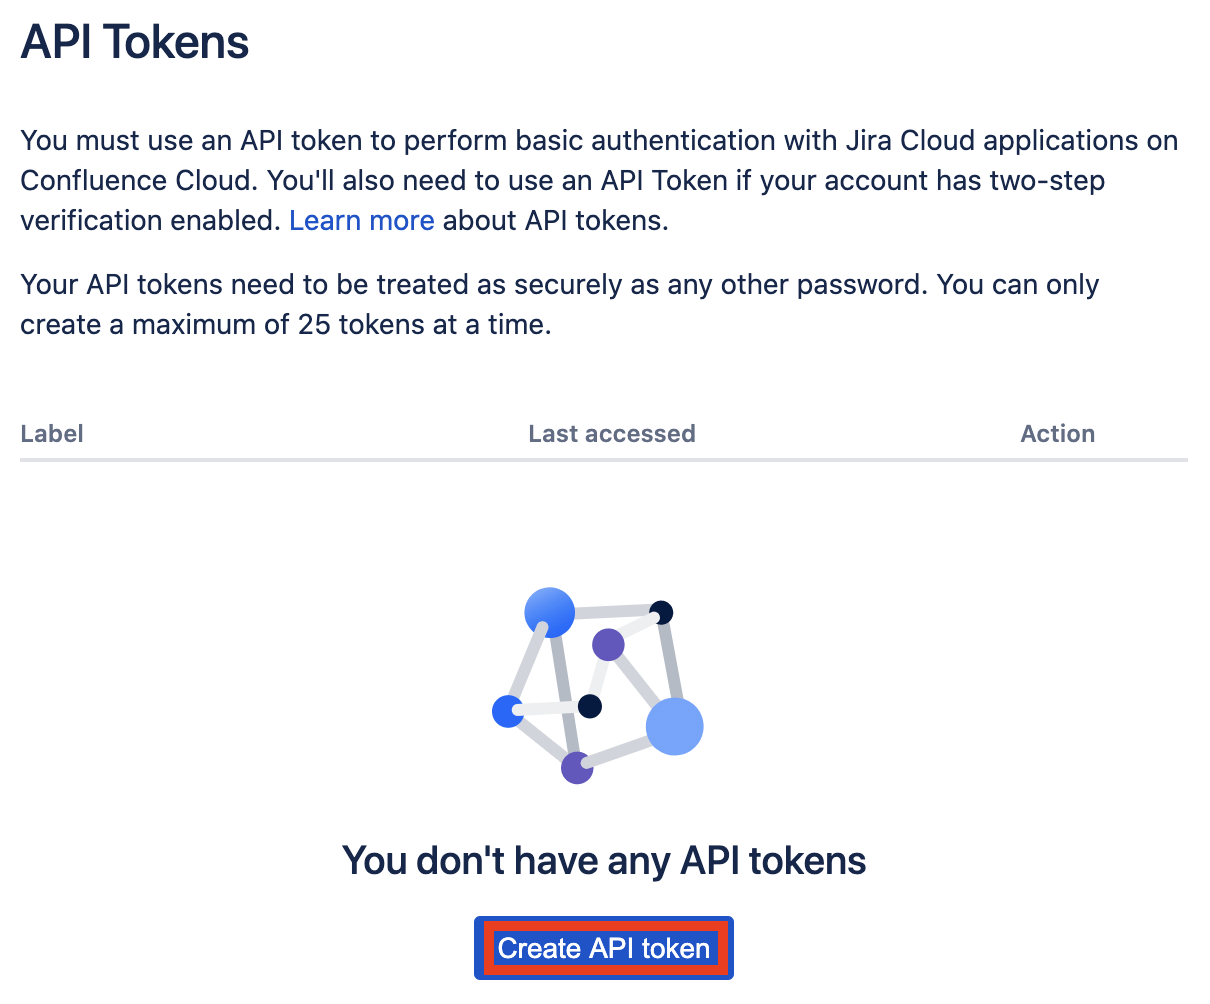 API Tokens
You must use an API token to perform basic authentication with Jira Cloud applications on
Confluence Cloud. You'll also need to use an API Token if your account has two-step
verification enabled. Learn more about API tokens.
Your API tokens need to be treated as securely as any other password. You can only
create a maximum of 25 tokens at a time.
Label Last accessed Action
You don't have any API tokens
Create API token